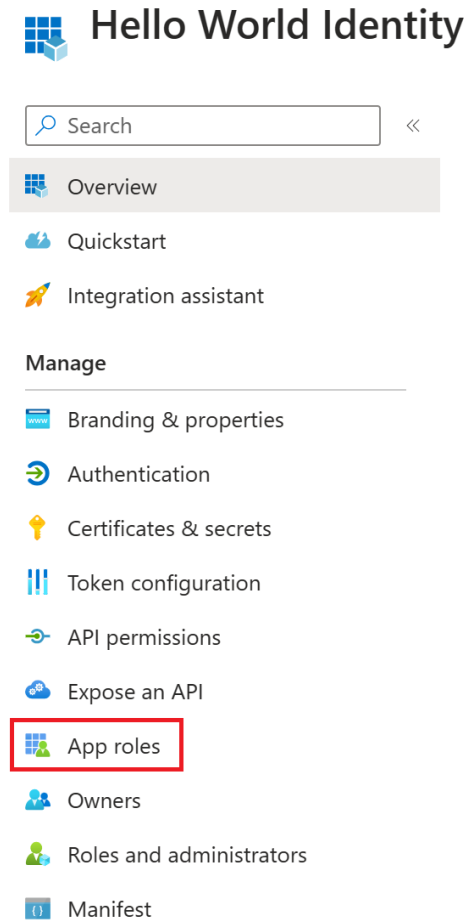 Hello World Identity
Search
Overview
Quickstart
Integration assistant
Manage
www
Branding & properties
Authentication
Certificates & secrets
Token configuration
API permissions
Expose an API
App roles
Owners
Roles and administrators
Manifest